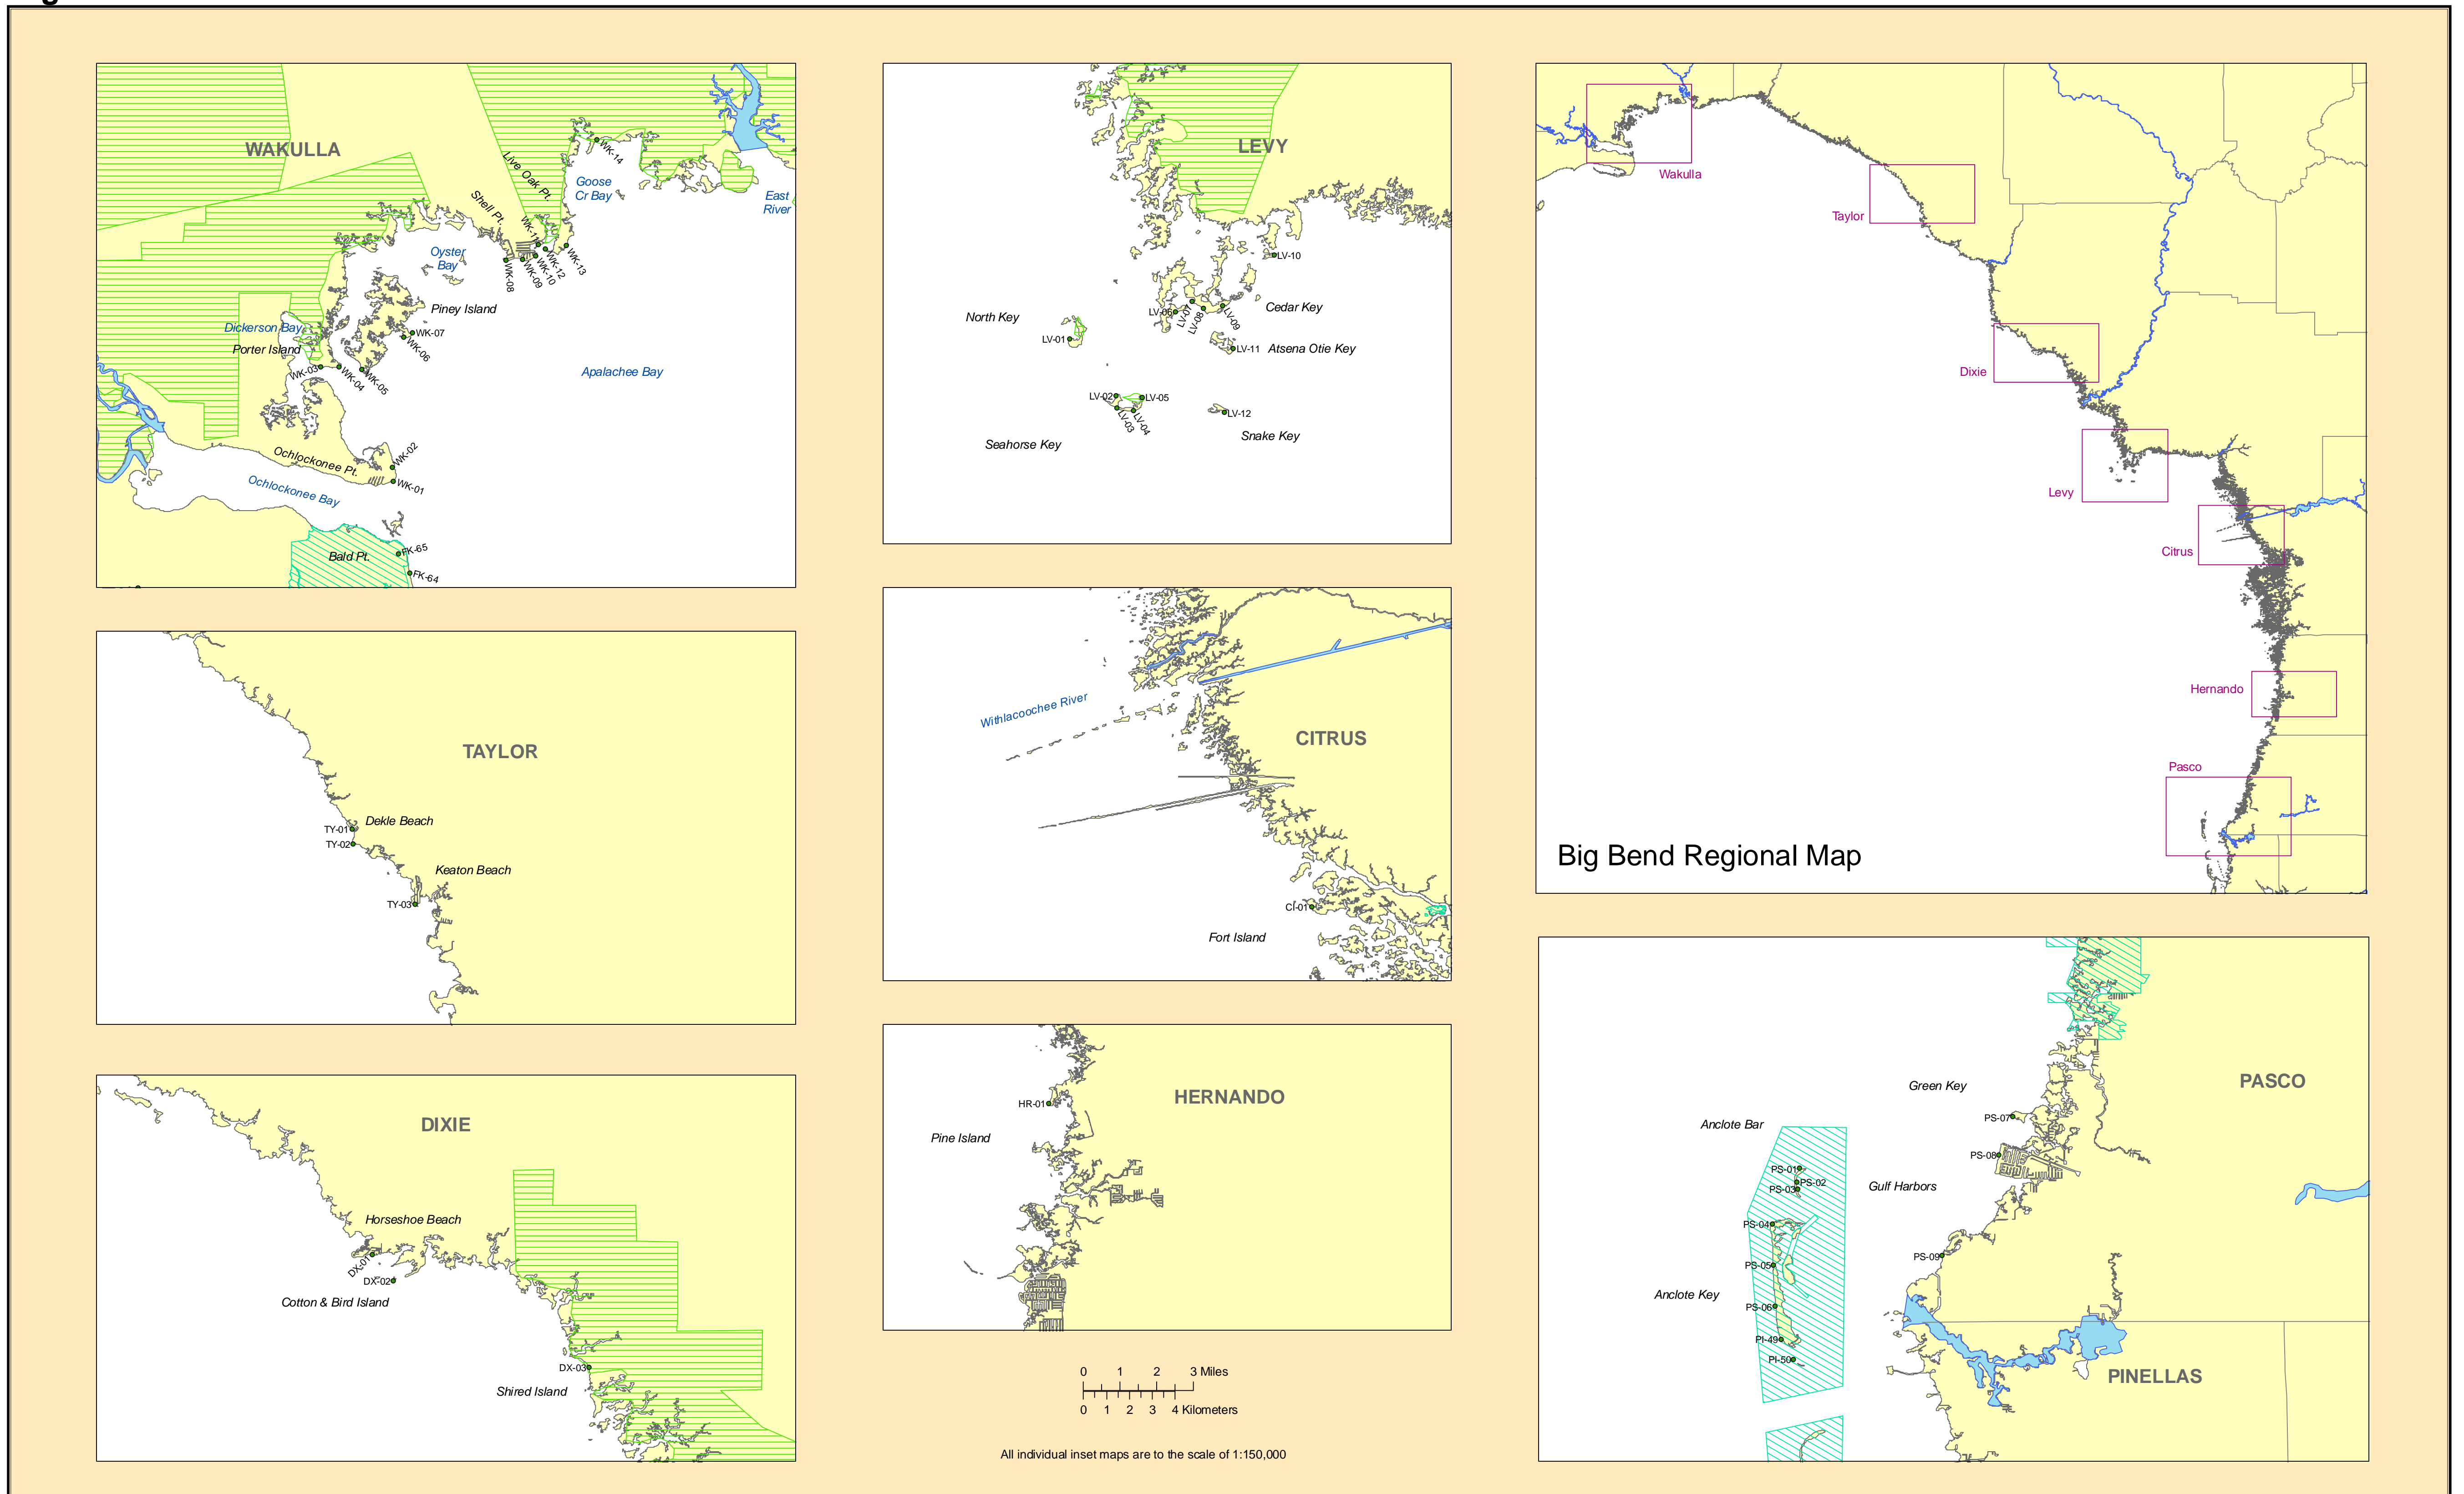 WAKULLA
Live Oak Pt.
Shell Pt.
Goose
Cr Bay
East
River
Oyster
Bay
Piney Island
Dickerson Bay
Porter Island
Apalachee Bay
Ochlockonee Pt.
Ochlockonee Bay
Bald Pt.
WK-14
WK-11
WK-13
WK-12
WK-10
WK-09
WK-08
WK-07
WK-06
WK-03
WK-04
WK-05
WK-02
WK-01
FK-65
FK-64
LEVY
LV-10
North Key
Cedar Key
LV-06
LV-07
LV-08
LV-09
LV-01
LV-11
Atsena Otie Key
LV-02
LV-05
LV-03
LV-04
LV-12
Seahorse Key
Snake Key
Wakulla
Taylor
Dixie
Levy
Citrus
Hernando
Pasco
Big Bend Regional Map
TAYLOR
TY-01
Dekle Beach
TY-02
Keaton Beach
TY-03
Withlacoochee River
CITRUS
CI-01
Fort Island
DIXIE
Horseshoe Beach
DX-01
DX-02
Cotton & Bird Island
DX-03
Shired Island
HERNANDO
HR-01
Pine Island
0 1 2 3 Miles
0 1 2 3 4 Kilometers
All individual inset maps are to the scale of 1:150,000
PASCO
Green Key
PS-07
Anclote Bar
PS-08
PS-01
PS-02
PS-03
Gulf Harbors
PS-04
PS-09
PS-05
Anclote Key
PS-06
PI-49
PI-50
PINELLAS